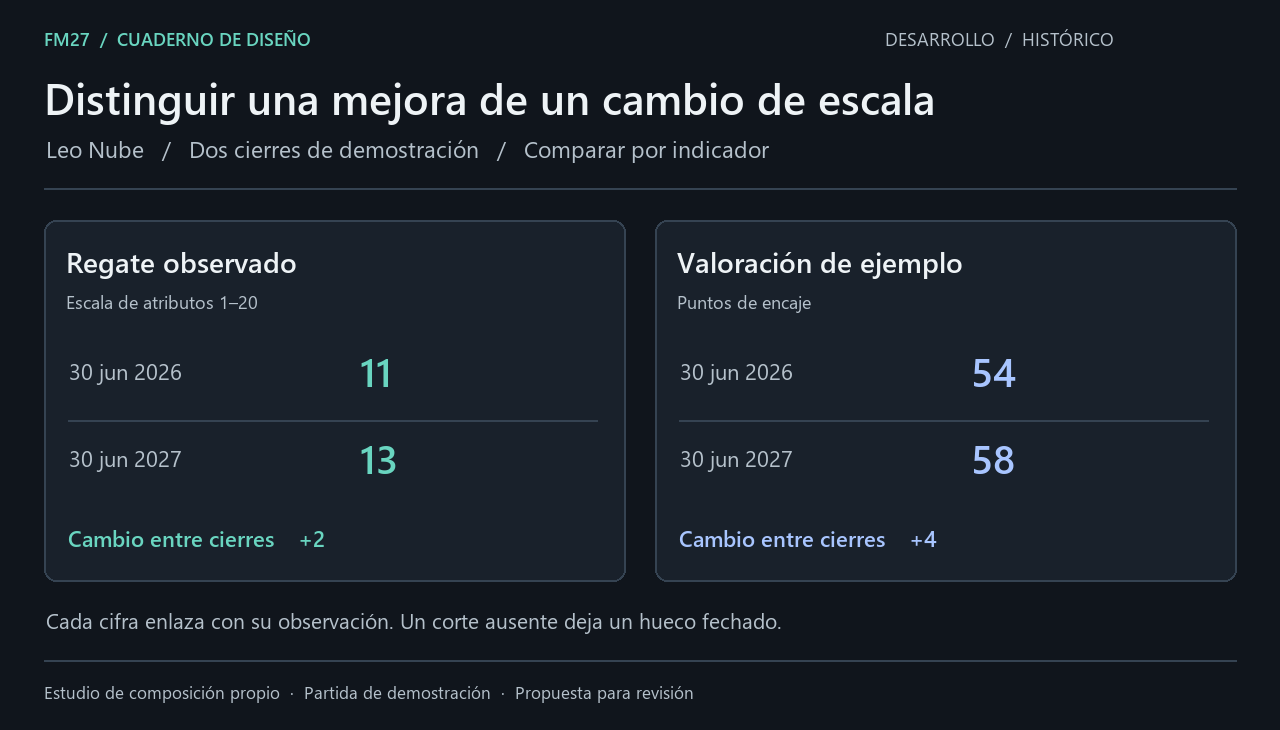 FM27 / CUADERNO DE DISEÑO
DESARROLLO / HISTÓRICO
Distinguir una mejora de un cambio de escala
Leo Nube / Dos cierres de demostración / Comparar por indicador
Regate observado
Escala de atributos 1–20
30 jun 2026 11
30 jun 2027 13
Cambio entre cierres +2
Valoración de ejemplo
Puntos de encaje
30 jun 2026 54
30 jun 2027 58
Cambio entre cierres +4
Cada cifra enlaza con su observación. Un corte ausente deja un hueco fechado.
Estudio de composición propio · Partida de demostración · Propuesta para revisión